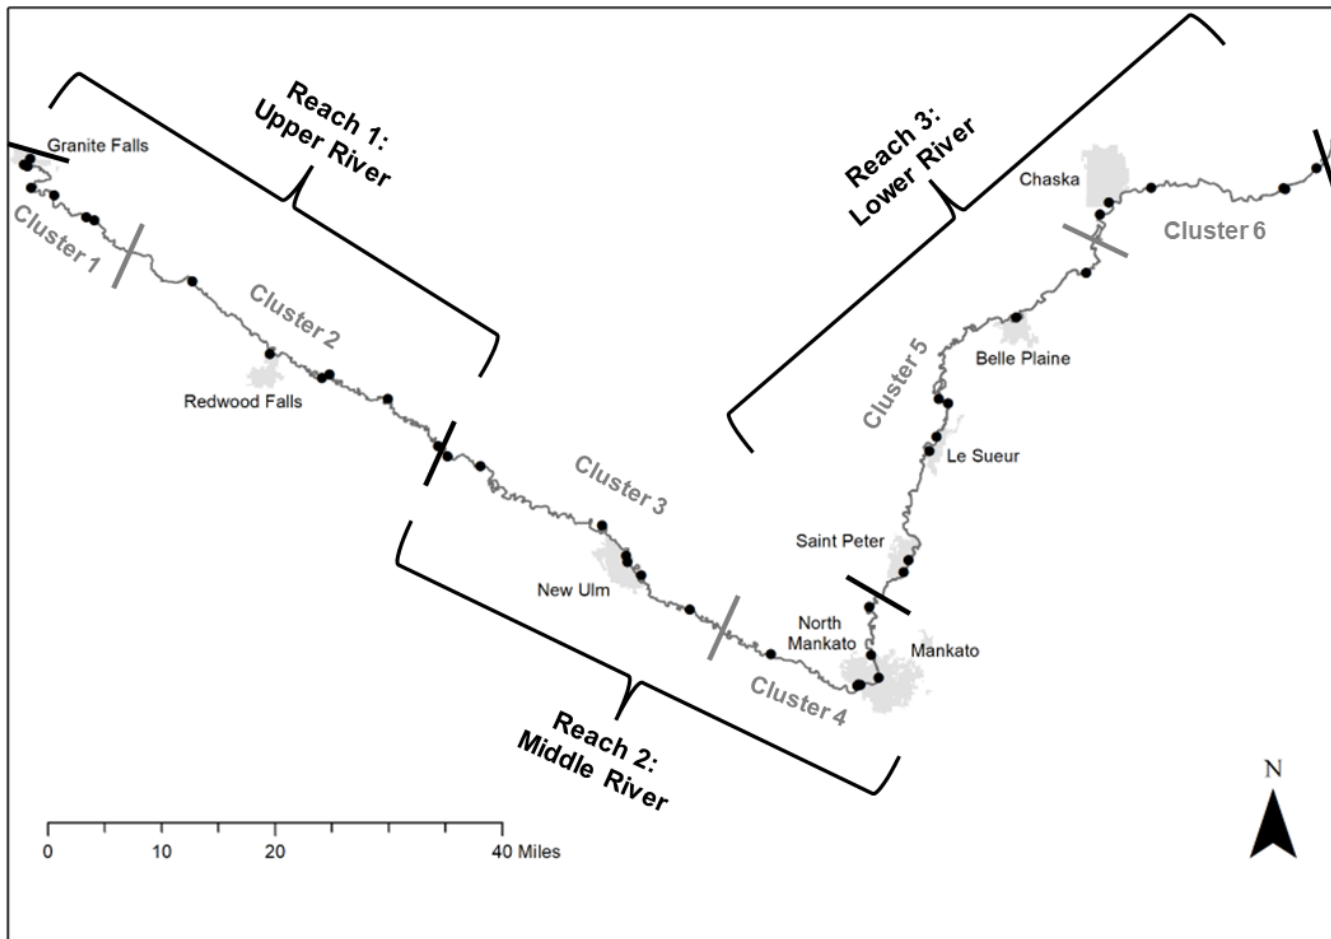 Reach 1:
Upper River
Granite Falls
Cluster 1
Cluster 2
Redwood Falls
Reach 3:
Lower River
Chaska
Cluster 6
Belle Plaine
Cluster 5
Le Sueur
Cluster 3
Saint Peter
New Ulm
North
Mankato
Mankato
Cluster 4
Reach 2:
Middle River
N
0 10 20 40 Miles